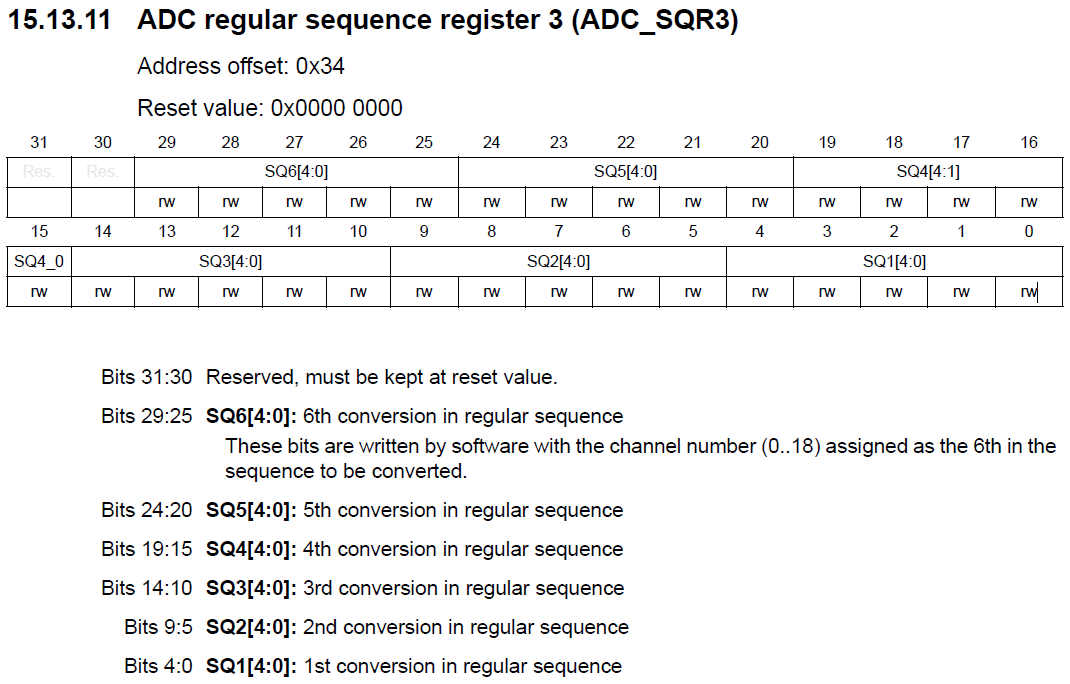 15.13.11 ADC regular sequence register 3 (ADC_SQR3)
Address offset: 0x34
Reset value: 0x0000 0000
31 30 29 28 27 26 25 24 23 22 21 20 19 18 17 16
Res. Res. SQ6[4:0] SQ5[4:0] SQ4[4:1]
rw rw rw rw rw rw rw rw rw rw rw rw rw rw
15 14 13 12 11 10 9 8 7 6 5 4 3 2 1 0
SQ4_0 SQ3[4:0] SQ2[4:0] SQ1[4:0]
rw rw rw rw rw rw rw rw rw rw rw rw rw rw rw rw
Bits 31:30 Reserved, must be kept at reset value.
Bits 29:25 SQ6[4:0]: 6th conversion in regular sequence
These bits are written by software with the channel number (0..18) assigned as the 6th in the
sequence to be converted.
Bits 24:20 SQ5[4:0]: 5th conversion in regular sequence
Bits 19:15 SQ4[4:0]: 4th conversion in regular sequence
Bits 14:10 SQ3[4:0]: 3rd conversion in regular sequence
Bits 9:5 SQ2[4:0]: 2nd conversion in regular sequence
Bits 4:0 SQ1[4:0]: 1st conversion in regular sequence